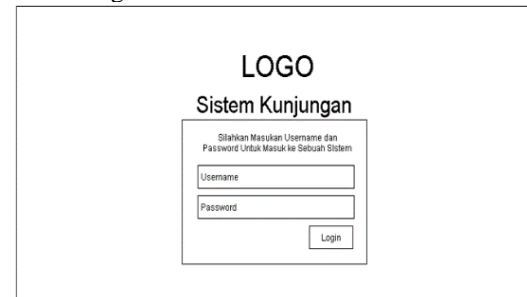 LOGO
Sistem Kunjungan
Silahkan Masukan Username dan
Password Untuk Masuk ke Sebuah SIstem
Username
Password
Login